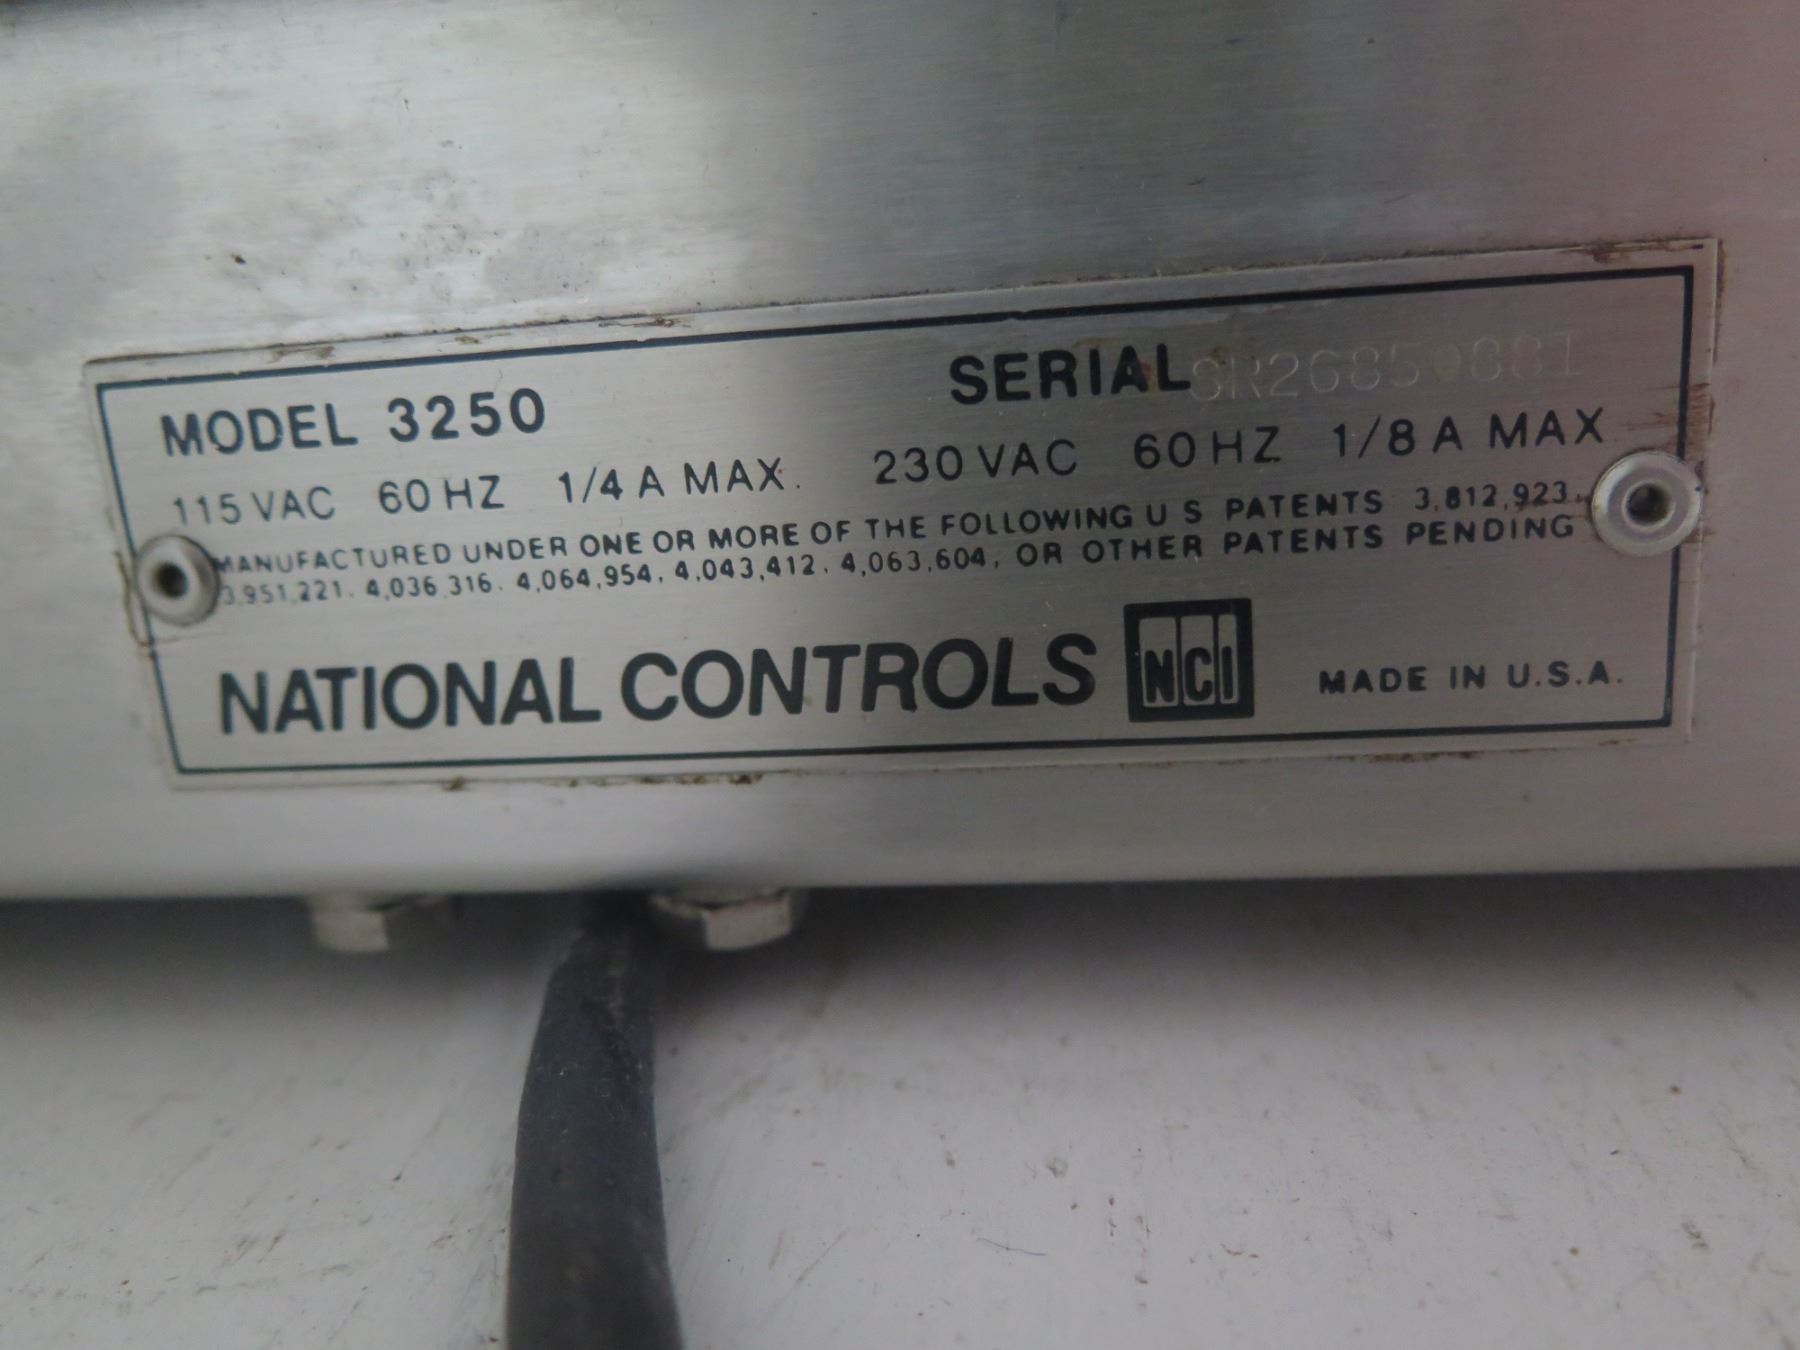 MODEL 3250 SERIAL SR26850881
115 VAC 60 HZ 1/4 A MAX. 230 VAC 60 HZ 1/8 A MAX
MANUFACTURED UNDER ONE OR MORE OF THE FOLLOWING U S PATENTS 3,812,923,
3,951,221. 4,036,316. 4,064,954, 4,043,412. 4,063,604, OR OTHER PATENTS PENDING
NATIONAL CONTROLS NCI MADE IN U.S.A.